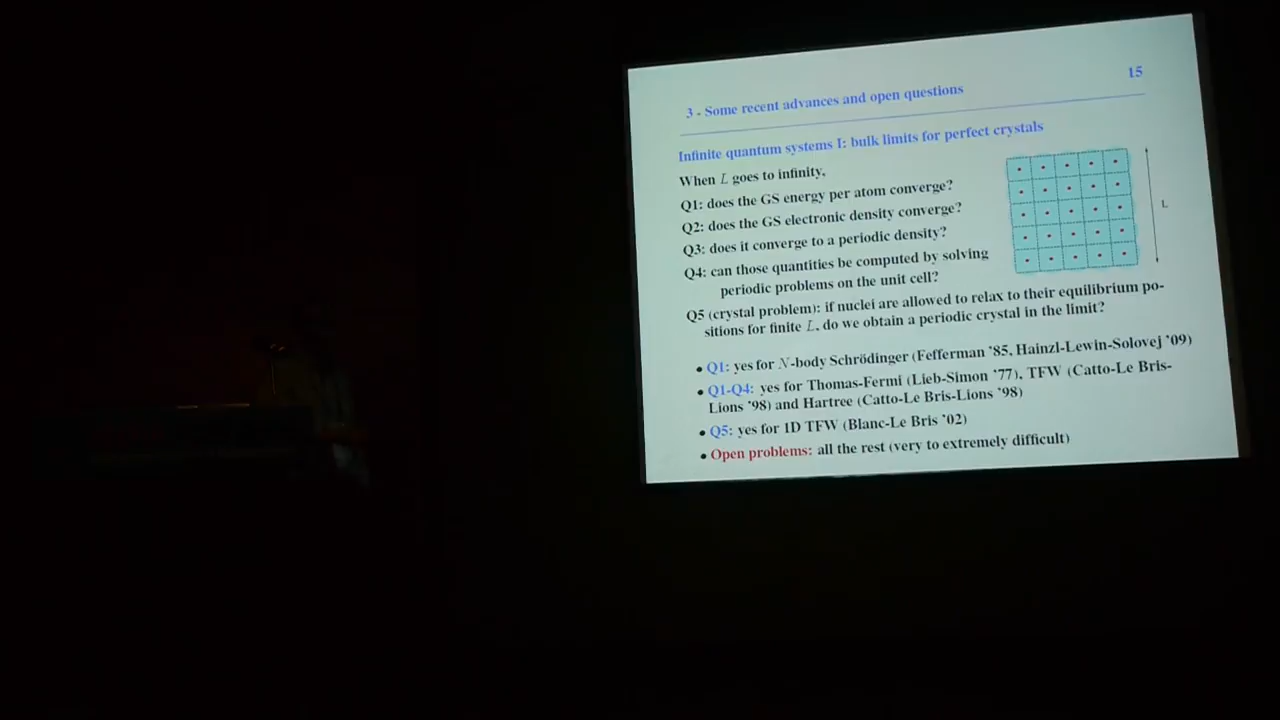 15
3 - Some recent advances and open questions
Infinite quantum systems I: bulk limits for perfect crystals
When L goes to infinity,
Q1: does the GS energy per atom converge?
Q2: does the GS electronic density converge?
Q3: does it converge to a periodic density?
Q4: can those quantities be computed by solving
periodic problems on the unit cell?
L
Q5 (crystal problem): if nuclei are allowed to relax to their equilibrium po-
sitions for finite L, do we obtain a periodic crystal in the limit?
• Q1: yes for N-body Schrödinger (Fefferman '85, Hainzl-Lewin-Solovej '09)
• Q1-Q4: yes for Thomas-Fermi (Lieb-Simon '77), TFW (Catto-Le Bris-
Lions '98) and Hartree (Catto-Le Bris-Lions '98)
• Q5: yes for 1D TFW (Blanc-Le Bris '02)
• Open problems: all the rest (very to extremely difficult)